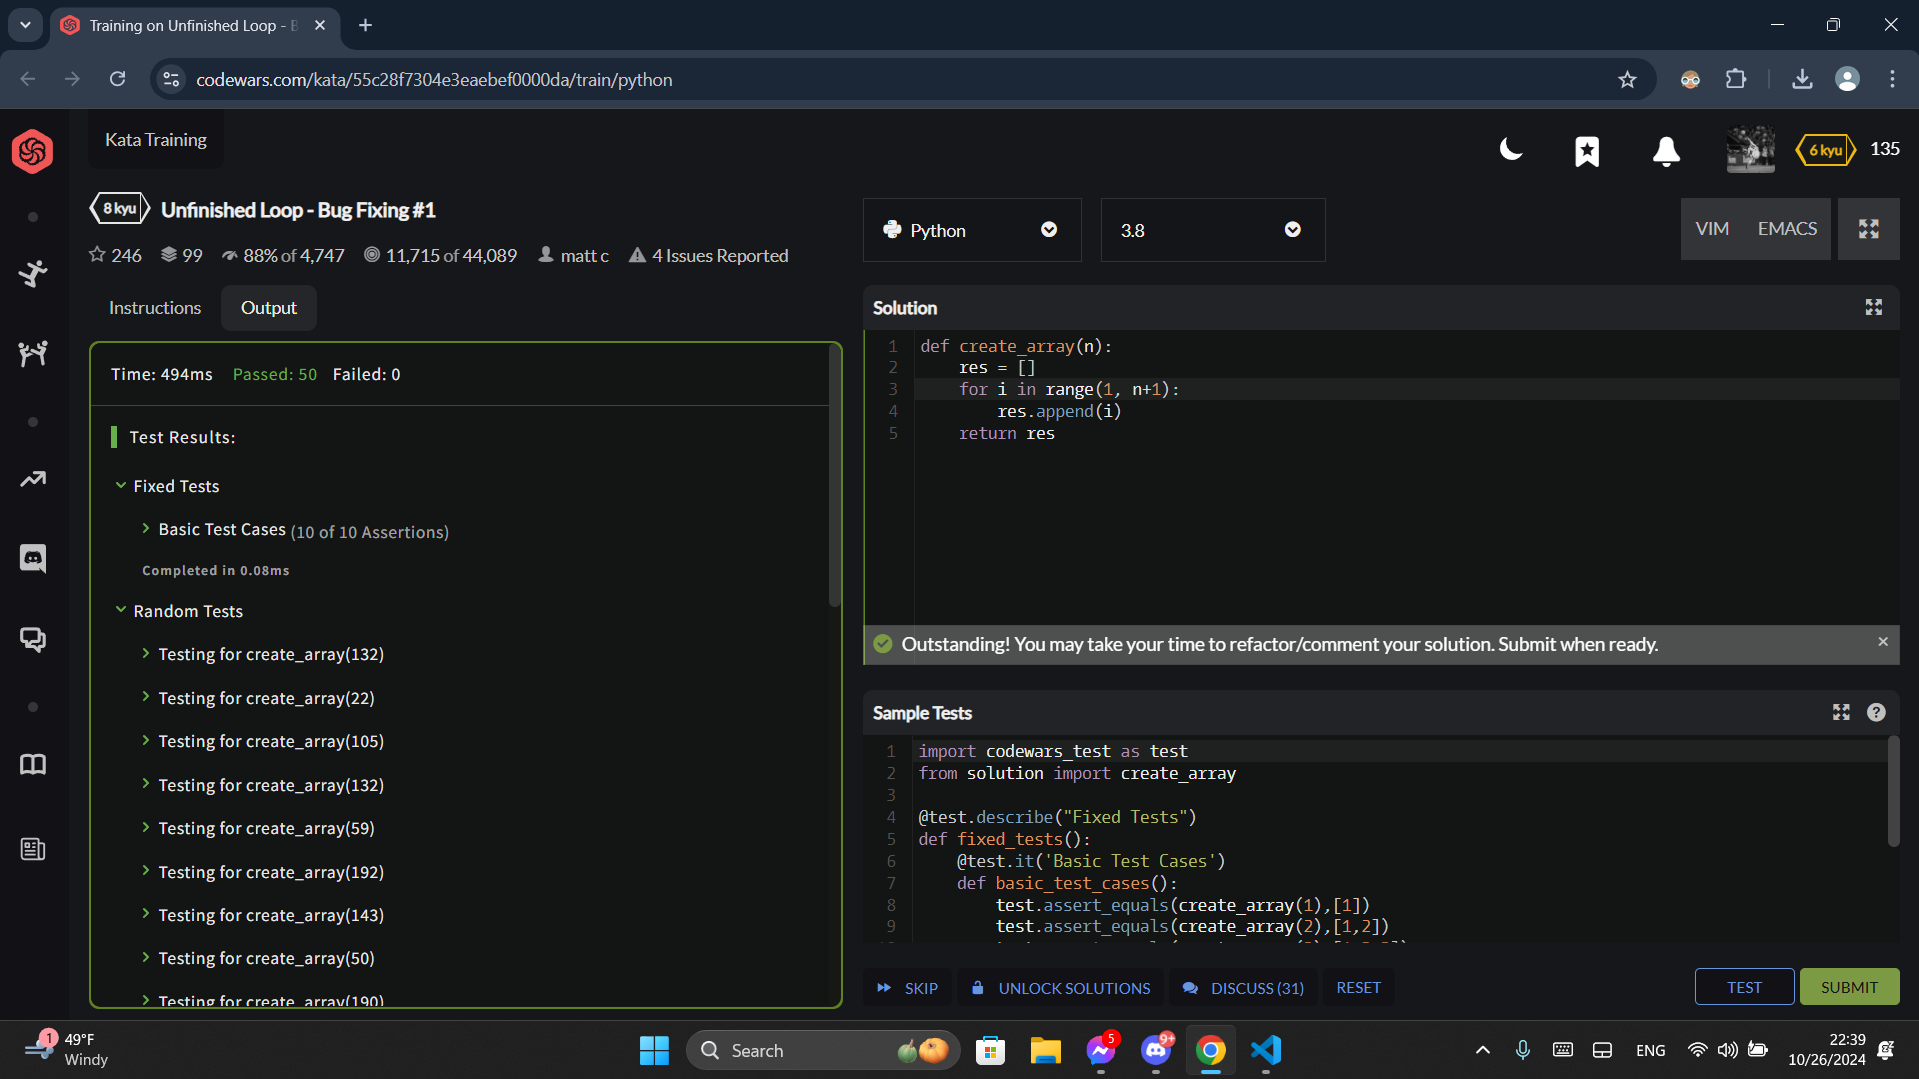 Training on Unfinished Loop - B
codewars.com/kata/55c28f7304e3eaebef0000da/train/python
Kata Training
6 kyu
135
8 kyu
Unfinished Loop - Bug Fixing #1
246
99
88% of 4,747
11,715 of 44,089
matt c
4 Issues Reported
Python
3.8
VIM
EMACS
Instructions
Output
Time: 494ms Passed: 50 Failed: 0
Test Results:
Fixed Tests
Basic Test Cases (10 of 10 Assertions)
Completed in 0.08ms
Random Tests
Testing for create_array(132)
Testing for create_array(22)
Testing for create_array(105)
Testing for create_array(132)
Testing for create_array(59)
Testing for create_array(192)
Testing for create_array(143)
Testing for create_array(50)
Testing for create_array(190)
Solution
1 def create_array(n):
2 res = []
3 for i in range(1, n+1):
4 res.append(i)
5 return res
Outstanding! You may take your time to refactor/comment your solution. Submit when ready.
Sample Tests
1 import codewars_test as test
2 from solution import create_array
3
4 @test.describe("Fixed Tests")
5 def fixed_tests():
6 @test.it('Basic Test Cases')
7 def basic_test_cases():
8 test.assert_equals(create_array(1),[1])
9 test.assert_equals(create_array(2),[1,2])
SKIP
UNLOCK SOLUTIONS
DISCUSS (31)
RESET
TEST
SUBMIT
1
49°F
Windy
Search
5
9+
ENG
22:39
10/26/2024